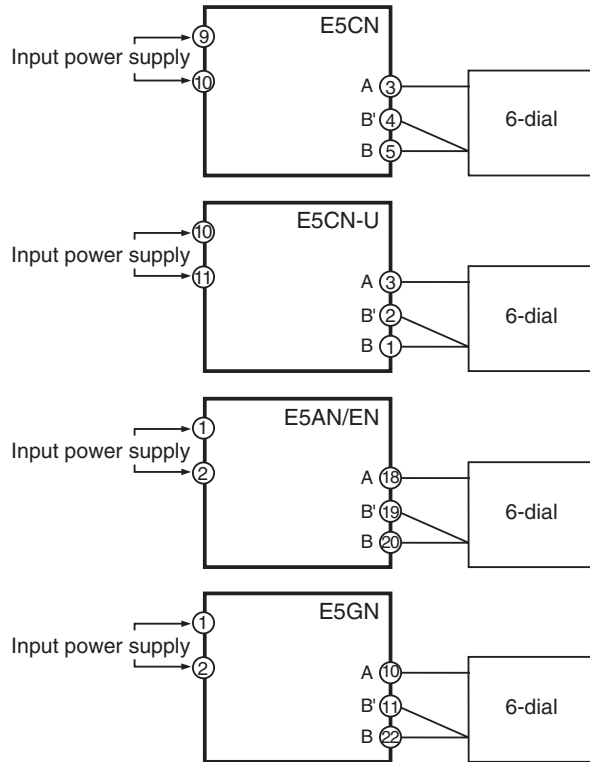 E5CN
9
Input power supply
10
A 3
B' 4
B 5
6-dial
E5CN-U
10
Input power supply
11
A 3
B' 2
B 1
6-dial
E5AN/EN
1
Input power supply
2
A 18
B' 19
B 20
6-dial
E5GN
1
Input power supply
2
A 10
B' 11
B 22
6-dial